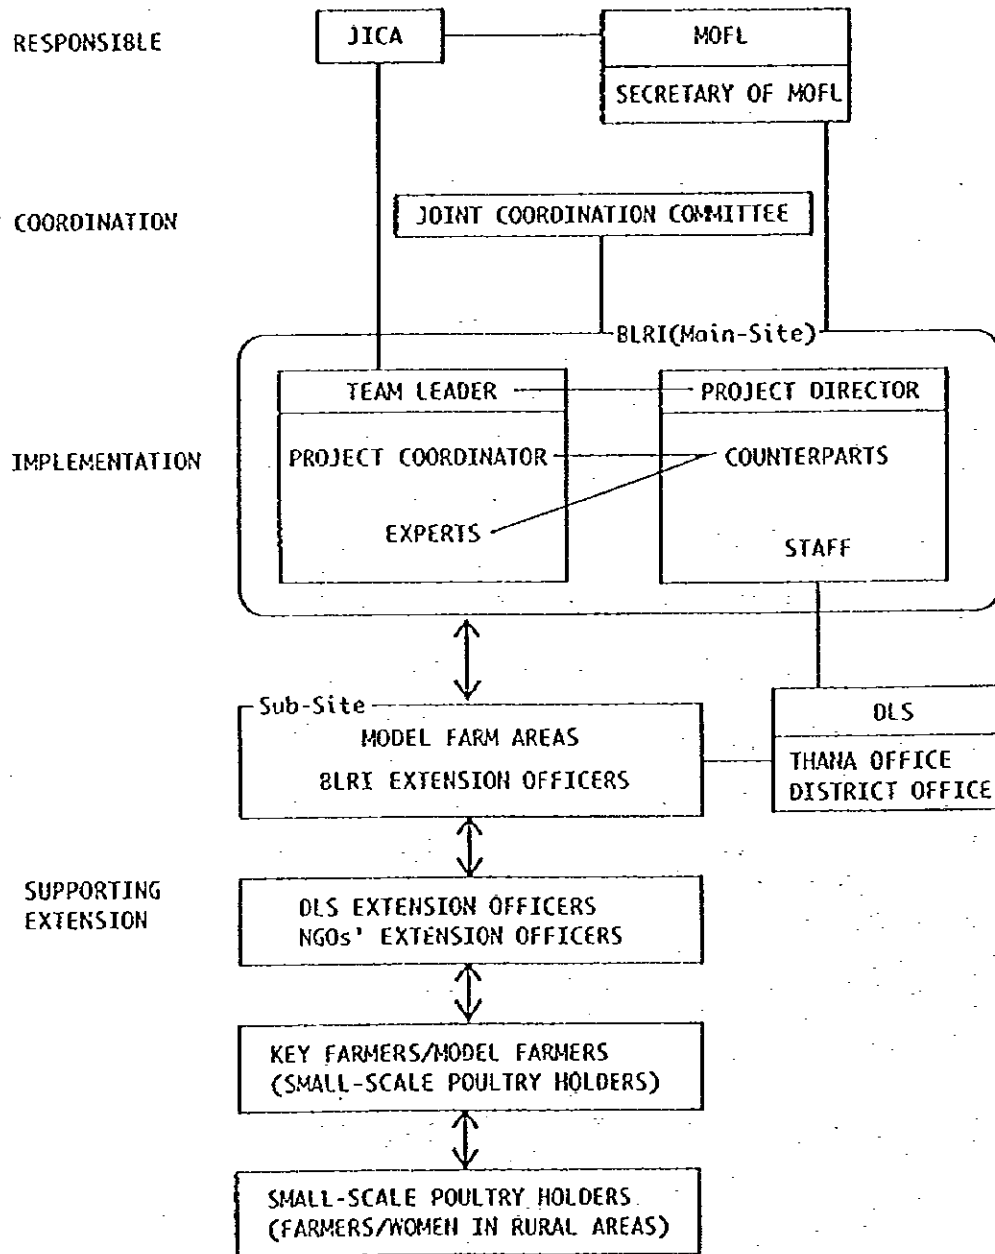 RESPONSIBLE
JICA
MOFL
SECRETARY OF MOFL
COORDINATION
JOINT COORDINATION COMMITTEE
BLRI(Main-Site)
TEAM LEADER
PROJECT DIRECTOR
IMPLEMENTATION
PROJECT COORDINATOR
COUNTERPARTS
EXPERTS
STAFF
Sub-Site
MODEL FARM AREAS
BLRI EXTENSION OFFICERS
DLS
THANA OFFICE
DISTRICT OFFICE
SUPPORTING
EXTENSION
DLS EXTENSION OFFICERS
NGOs' EXTENSION OFFICERS
KEY FARMERS/MODEL FARMERS
(SMALL-SCALE POULTRY HOLDERS)
SMALL-SCALE POULTRY HOLDERS
(FARMERS/WOMEN IN RURAL AREAS)